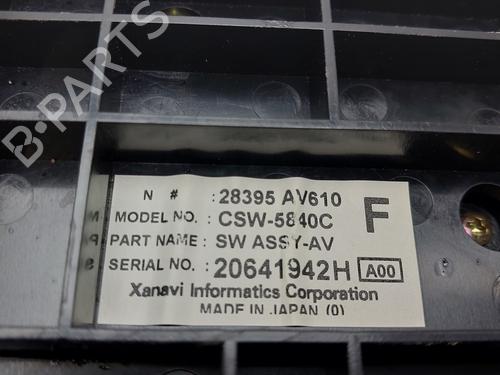 B-PARTS
N # : 28395 AV610
F
M MODEL NO. : CSW-5840C
PART NAME : SW ASSY-AV
SERIAL NO. : 20641942H A00
Xanavi Informatics Corporation
MADE IN JAPAN (0)